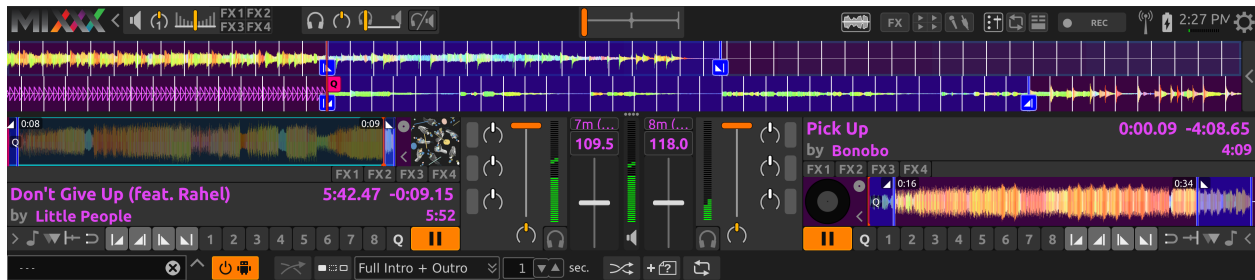 MIXXX
FX1 FX2
FX3 FX4
FX
REC
2:27 PM
Q
0:08
0:09
Q
FX1 FX2 FX3 FX4
Don't Give Up (feat. Rahel)
5:42.47 -0:09.15
by Little People
5:52
1 2 3 4 5 6 7 8 Q
7m (...
8m (...
109.5
118.0
Pick Up
0:00.09 -4:08.65
by Bonobo
4:09
FX1 FX2 FX3 FX4
0:16
0:34
Q
Q 1 2 3 4 5 6 7 8
---
Full Intro + Outro
1
sec.